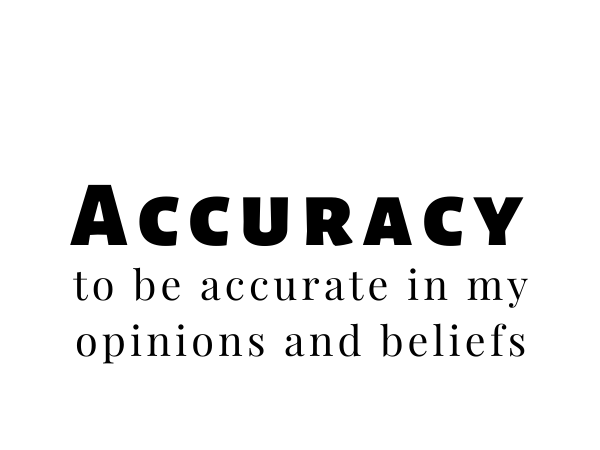 Accuracy
to be accurate in my
opinions and beliefs